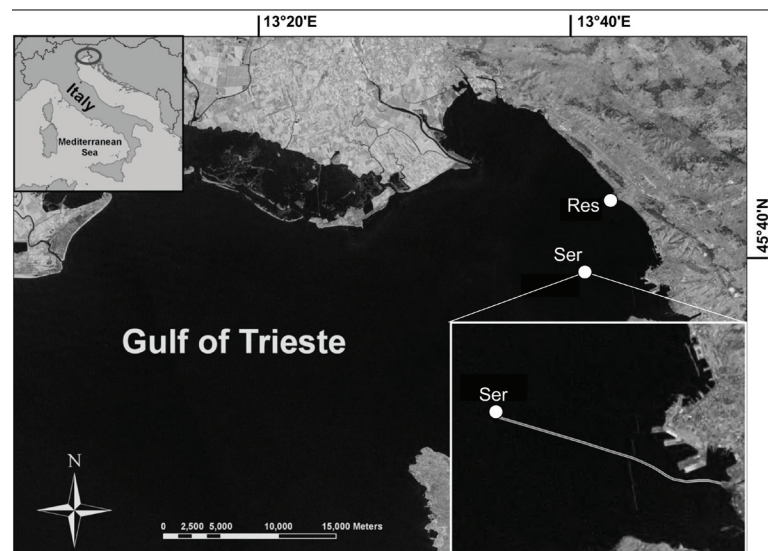 13°20'E
13°40'E
Italy
Mediterranean
Sea
Res
45°40'N
Ser
Gulf of Trieste
Ser
N
0 2,500 5,000 10,000 15,000 Meters